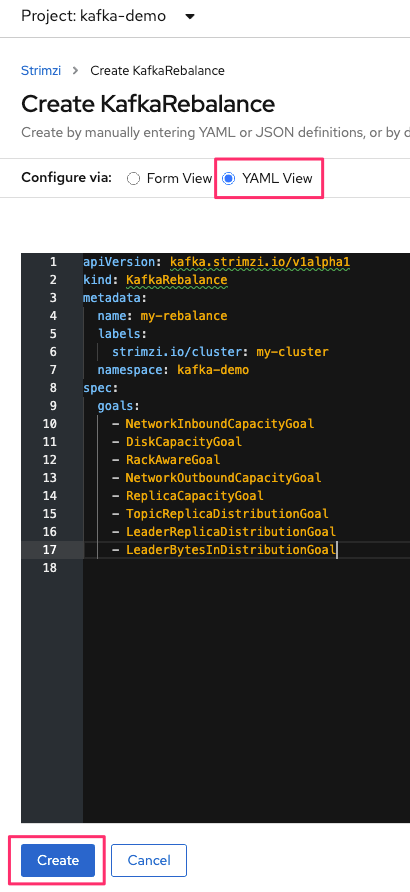 Project: kafka-demo
Strimzi > Create KafkaRebalance
Create KafkaRebalance
Create by manually entering YAML or JSON definitions, or by d
Configure via: Form View YAML View
1 apiVersion: kafka.strimzi.io/v1alpha1
2 kind: KafkaRebalance
3 metadata:
4 name: my-rebalance
5 labels:
6 strimzi.io/cluster: my-cluster
7 namespace: kafka-demo
8 spec:
9 goals:
10 - NetworkInboundCapacityGoal
11 - DiskCapacityGoal
12 - RackAwareGoal
13 - NetworkOutboundCapacityGoal
14 - ReplicaCapacityGoal
15 - TopicReplicaDistributionGoal
16 - LeaderReplicaDistributionGoal
17 - LeaderBytesInDistributionGoal
18
Create Cancel